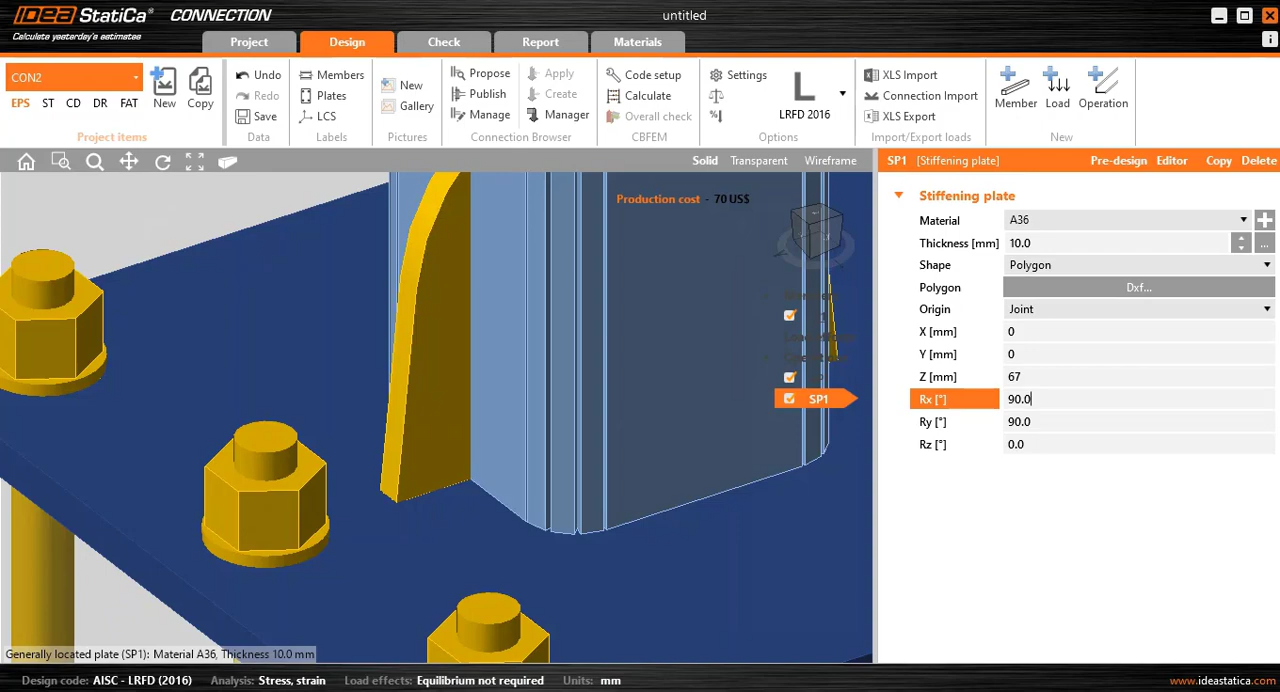 IDEA StatiCa® CONNECTION
Calculate yesterday's estimates
untitled
Project Design Check Report Materials
CON2
EPS ST CD DR FAT
New Copy
Project items
Undo
Redo
Save
Data
Members
Plates
LCS
Labels
New
Gallery
Pictures
Propose Apply
Publish Create
Manage Manager
Connection Browser
Code setup
Calculate
Overall check
CBFEM
Settings
LRFD 2016
Options
XLS Import
Connection Import
XLS Export
Import/Export loads
Member Load Operation
New
Solid Transparent Wireframe
SP1 [Stiffening plate] Pre-design Editor Copy Delete
Production cost - 70 US$
SP1
Stiffening plate
Material A36
Thickness [mm] 10.0
Shape Polygon
Polygon Dxf...
Origin Joint
X [mm] 0
Y [mm] 0
Z [mm] 67
Rx [°] 90.0
Ry [°] 90.0
Rz [°] 0.0
Generally located plate (SP1): Material A36, Thickness 10.0 mm
Design code: AISC - LRFD (2016) Analysis: Stress, strain Load effects: Equilibrium not required Units: mm
www.ideastatica.com